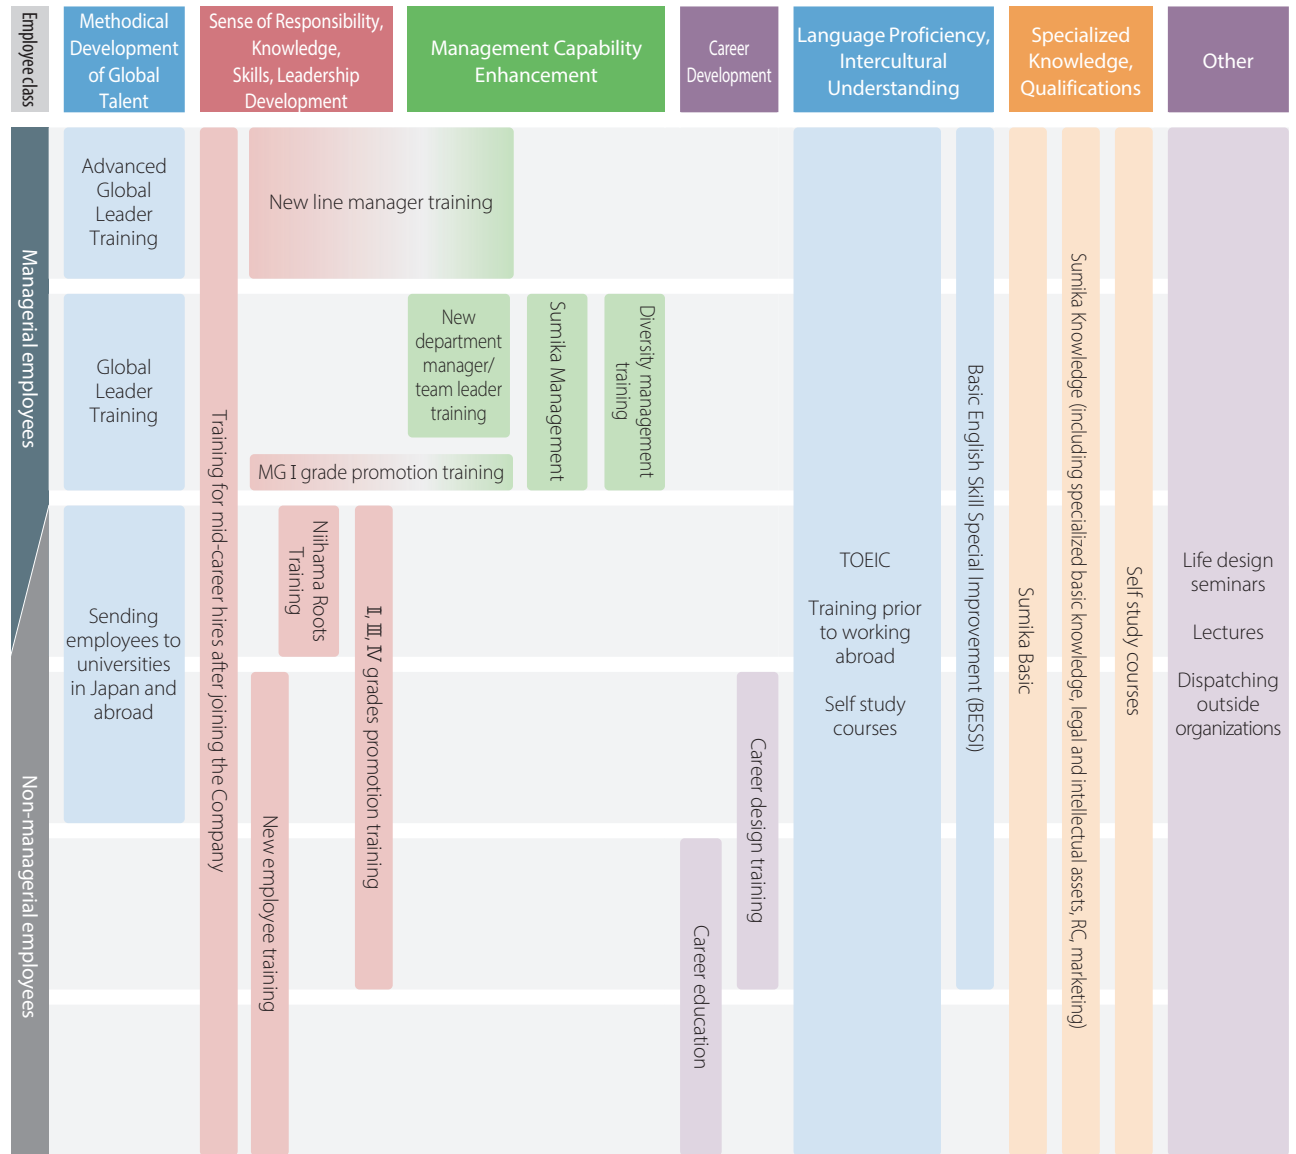 Employee class
Methodical
Development
of Global
Talent
Sense of Responsibility,
Knowledge,
Skills, Leadership
Development
Management Capability
Enhancement
Career
Development
Language Proficiency,
Intercultural
Understanding
Specialized
Knowledge,
Qualifications
Other
Managerial employees
Non-managerial employees
Advanced
Global
Leader
Training
Global
Leader
Training
Sending
employees to
universities
in Japan and
abroad
Training for mid-career hires after joining the Company
New line manager training
New
department
manager/
team leader
training
Sumika Management
Diversity management
training
MG I grade promotion training
Niihama Roots
Training
Ⅱ, Ⅲ, Ⅳ grades promotion training
New employee training
Career education
Career design training
TOEIC
Training prior
to working
abroad
Self study
courses
Basic English Skill Special Improvement (BESSI)
Sumika Basic
Sumika Knowledge (including specialized basic knowledge, legal and intellectual assets, RC, marketing)
Self study courses
Life design
seminars
Lectures
Dispatching
outside
organizations